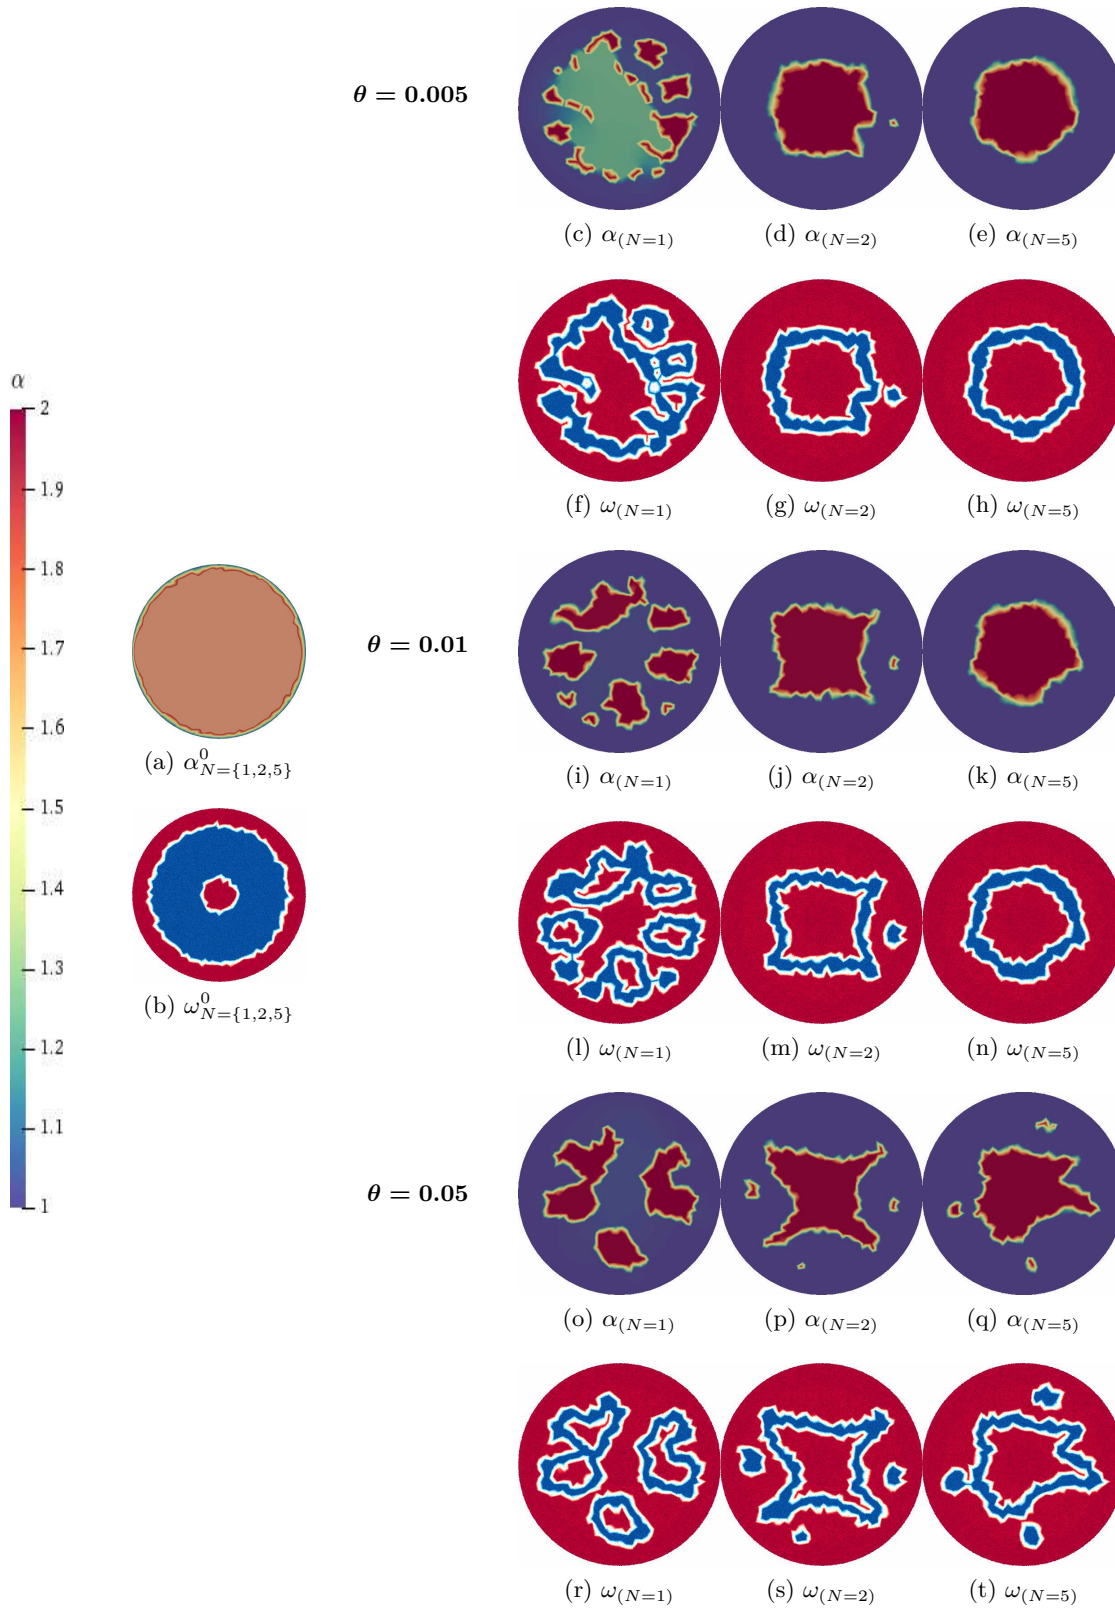 θ = 0.005
(c) α(N=1)
(d) α(N=2)
(e) α(N=5)
(f) ω(N=1)
(g) ω(N=2)
(h) ω(N=5)
α
2
1.9
1.8
1.7
1.6
1.5
1.4
1.3
1.2
1.1
1
(a) α⁰N={1,2,5}
(b) ω⁰N={1,2,5}
θ = 0.01
(i) α(N=1)
(j) α(N=2)
(k) α(N=5)
(l) ω(N=1)
(m) ω(N=2)
(n) ω(N=5)
θ = 0.05
(o) α(N=1)
(p) α(N=2)
(q) α(N=5)
(r) ω(N=1)
(s) ω(N=2)
(t) ω(N=5)